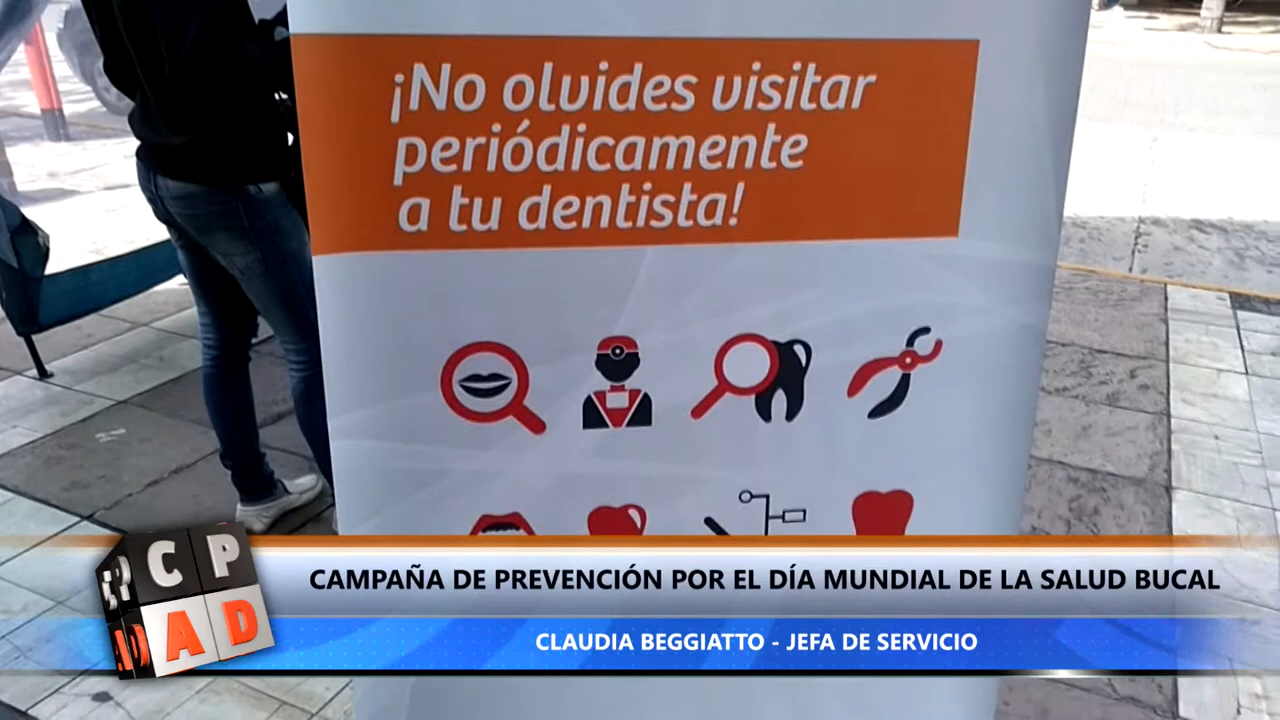 ¡No olvides visitar
periódicamente
a tu dentista!
CP
AD
CAMPAÑA DE PREVENCIÓN POR EL DÍA MUNDIAL DE LA SALUD BUCAL
CLAUDIA BEGGIATTO - JEFA DE SERVICIO